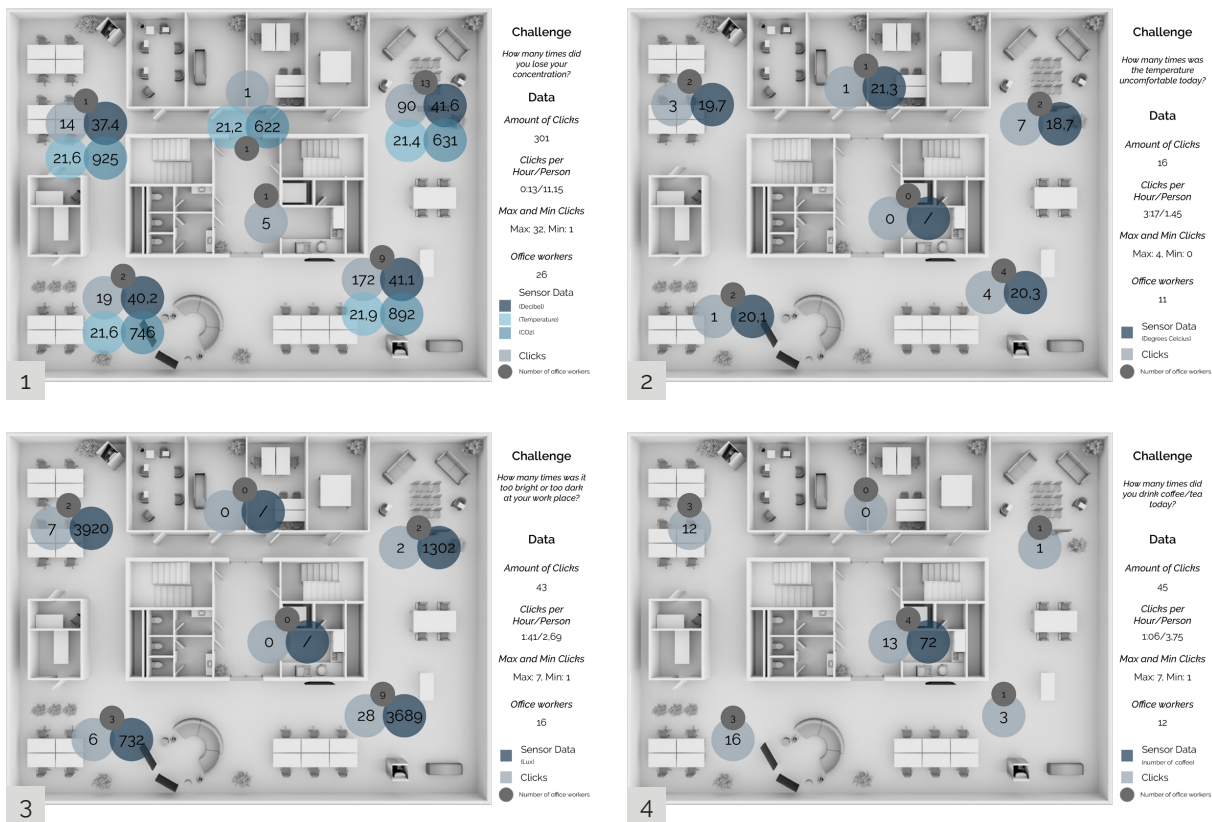 1
14
37,4
21,6
925
1
21,2
622
1
13
90
41,6
21,4
631
1
5
2
19
40,2
21,6
746
9
172
41,1
21,9
892
1
Challenge
How many times did
you lose your
concentration?
Data
Amount of Clicks
301
Clicks per
Hour/Person
0:13/11,15
Max and Min Clicks
Max: 32, Min: 1
Office workers
26
Sensor Data
(Decibel)
(Temperature)
(CO2)
Clicks
Number of office workers
2
3
19,7
1
1
21,3
2
7
18,7
0
0
/
2
1
20,1
4
4
20,3
2
Challenge
How many times was
the temperature
uncomfortable today?
Data
Amount of Clicks
16
Clicks per
Hour/Person
3:17/1.45
Max and Min Clicks
Max: 4, Min: 0
Office workers
11
Sensor Data
(Degrees Celcius)
Clicks
Number of office workers
2
7
3920
0
0
/
2
2
1302
0
0
/
3
6
732
9
28
3689
3
Challenge
How many times was it
too bright or too dark
at your work place?
Data
Amount of Clicks
43
Clicks per
Hour/Person
1:41/2,69
Max and Min Clicks
Max: 7, Min: 1
Office workers
16
Sensor Data
(Lux)
Clicks
Number of office workers
3
12
0
0
1
1
4
13
72
3
16
1
3
4
Challenge
How many times did
you drink coffee/tea
today?
Data
Amount of Clicks
45
Clicks per
Hour/Person
1:06/3,75
Max and Min Clicks
Max: 7, Min: 1
Office workers
12
Sensor Data
(number of coffee)
Clicks
Number of office workers